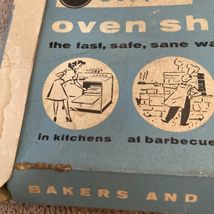 oven sh
the fast, safe, sane wa
in kitchens at barbecue
BAKERS AND